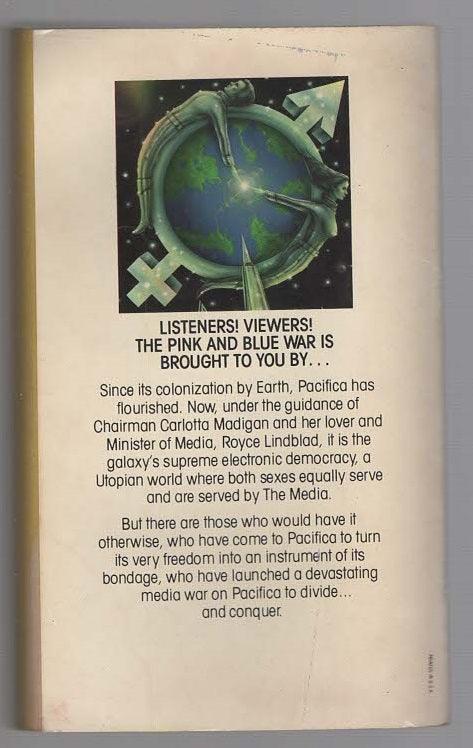 LISTENERS! VIEWERS!
THE PINK AND BLUE WAR IS
BROUGHT TO YOU BY...
Since its colonization by Earth, Pacifica has
flourished. Now, under the guidance of
Chairman Carlotta Madigan and her lover and
Minister of Media, Royce Lindblad, it is the
galaxy's supreme electronic democracy, a
Utopian world where both sexes equally serve
and are served by The Media.
But there are those who would have it
otherwise, who have come to Pacifica to turn
its very freedom into an instrument of its
bondage, who have launched a devastating
media war on Pacifica to divide...
and conquer.
PRINTED IN U.S.A.